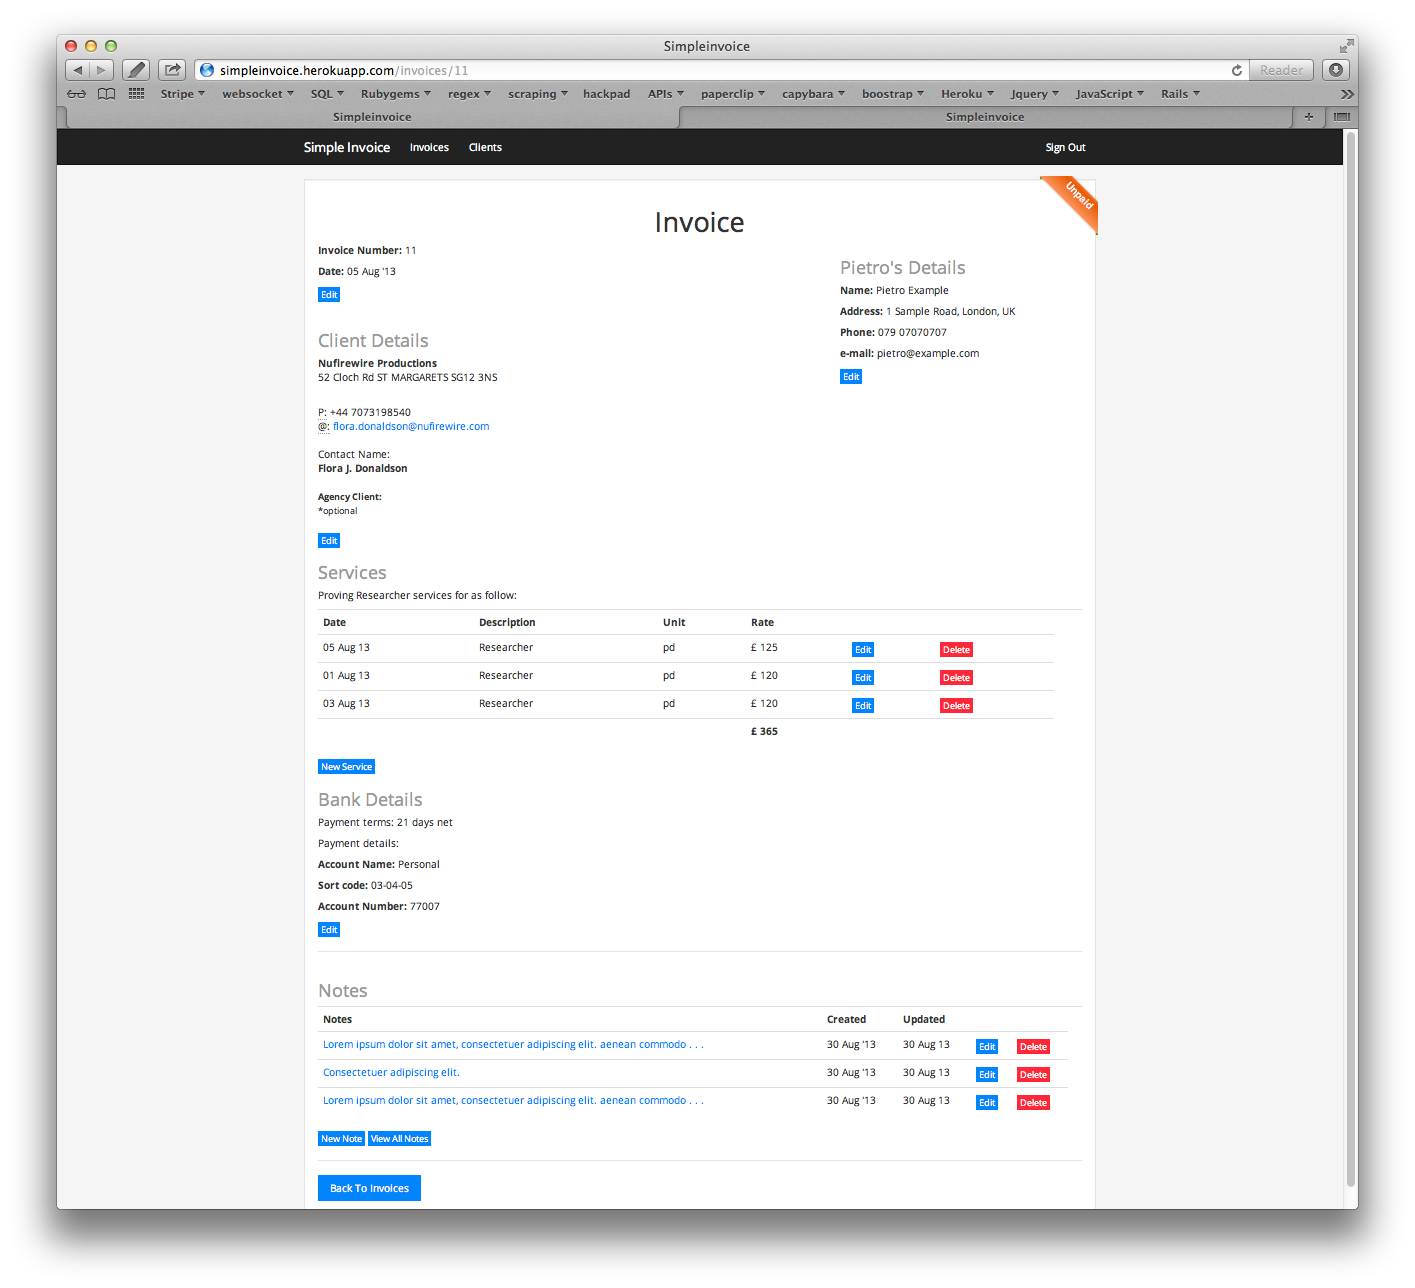 Simpleinvoice
simpleinvoice.herokuapp.com/invoices/11
Reader
Stripe websocket SQL Rubygems regex scraping hackpad APIs paperclip capybara boostrap Heroku Jquery JavaScript Rails
Simpleinvoice Simpleinvoice
Simple Invoice Invoices Clients Sign Out
Unpaid
Invoice
Invoice Number: 11
Date: 05 Aug '13
Edit
Pietro's Details
Name: Pietro Example
Address: 1 Sample Road, London, UK
Phone: 079 07070707
e-mail: pietro@example.com
Edit
Client Details
Nufirewire Productions
52 Cloch Rd ST MARGARETS SG12 3NS
P: +44 7073198540
@: flora.donaldson@nufirewire.com
Contact Name:
Flora J. Donaldson
Agency Client:
*optional
Edit
Services
Proving Researcher services for as follow:
Date Description Unit Rate
05 Aug 13 Researcher pd £ 125 Edit Delete
01 Aug 13 Researcher pd £ 120 Edit Delete
03 Aug 13 Researcher pd £ 120 Edit Delete
£ 365
New Service
Bank Details
Payment terms: 21 days net
Payment details:
Account Name: Personal
Sort code: 03-04-05
Account Number: 77007
Edit
Notes
Notes Created Updated
Lorem ipsum dolor sit amet, consectetuer adipiscing elit. aenean commodo . . . 30 Aug '13 30 Aug 13 Edit Delete
Consectetuer adipiscing elit. 30 Aug '13 30 Aug 13 Edit Delete
Lorem ipsum dolor sit amet, consectetuer adipiscing elit. aenean commodo . . . 30 Aug '13 30 Aug 13 Edit Delete
New Note View All Notes
Back To Invoices